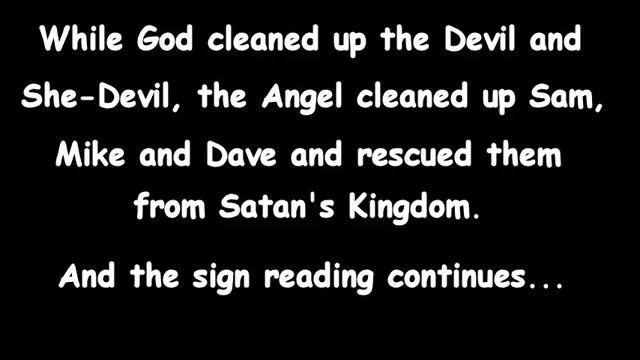 While God cleaned up the Devil and
She-Devil, the Angel cleaned up Sam,
Mike and Dave and rescued them
from Satan's Kingdom.
And the sign reading continues...